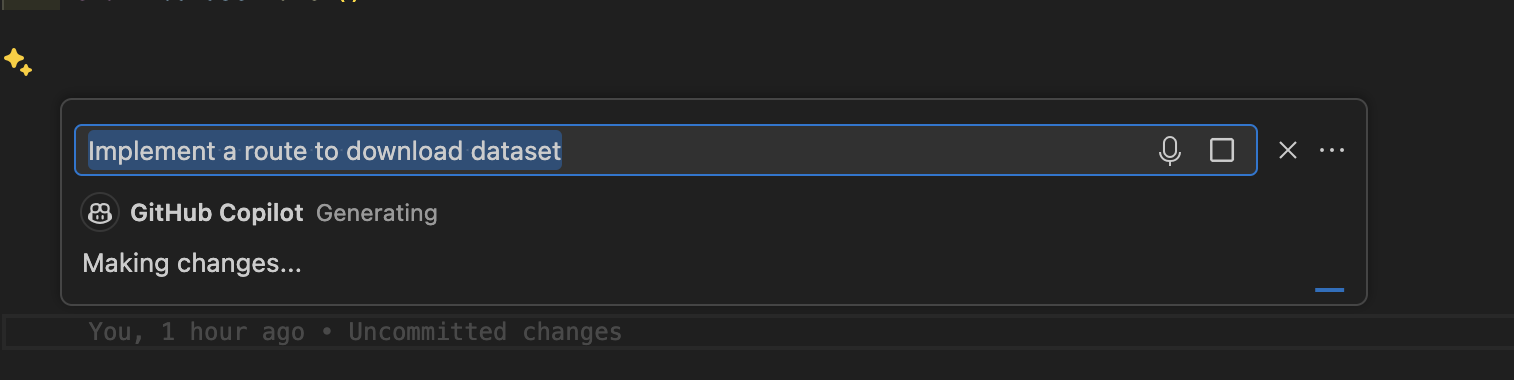 Implement a route to download dataset
GitHub Copilot Generating
Making changes...
You, 1 hour ago • Uncommitted changes